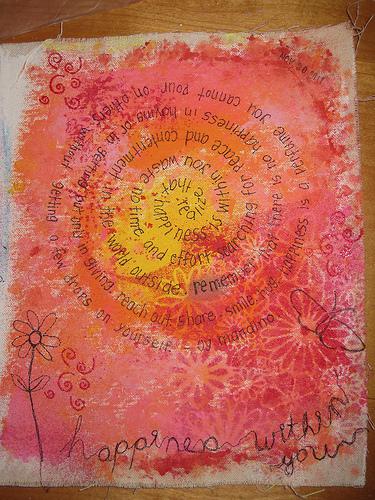 realize that happiness is within you waste no time and effort searching for peace and contentment in the world outside. remember that there is no happiness in having or in getting but only in giving reach out. share. smile. hug. happiness is a perfume you cannot pour on others without getting a few drops on yourself. - by mandino
happiness within
you